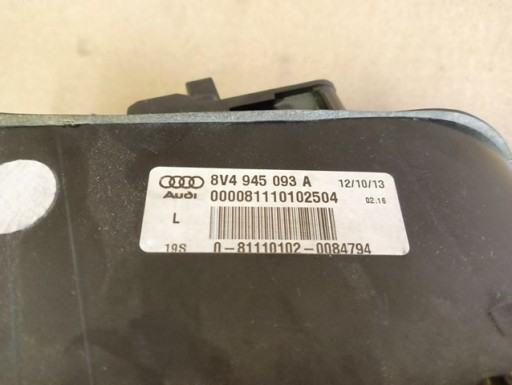 8V4 945 093 A 12/10/13
Audi 000081110102504 02.16
L
19S 0-81110102-0084794